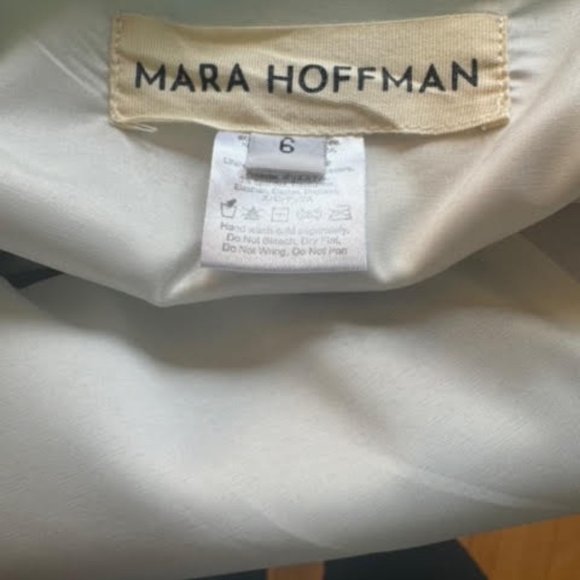 MARA HOFFMAN
6
Hand wash cold separately,
Do Not Bleach, Dry Flat,
Do Not Wring, Do Not Iron